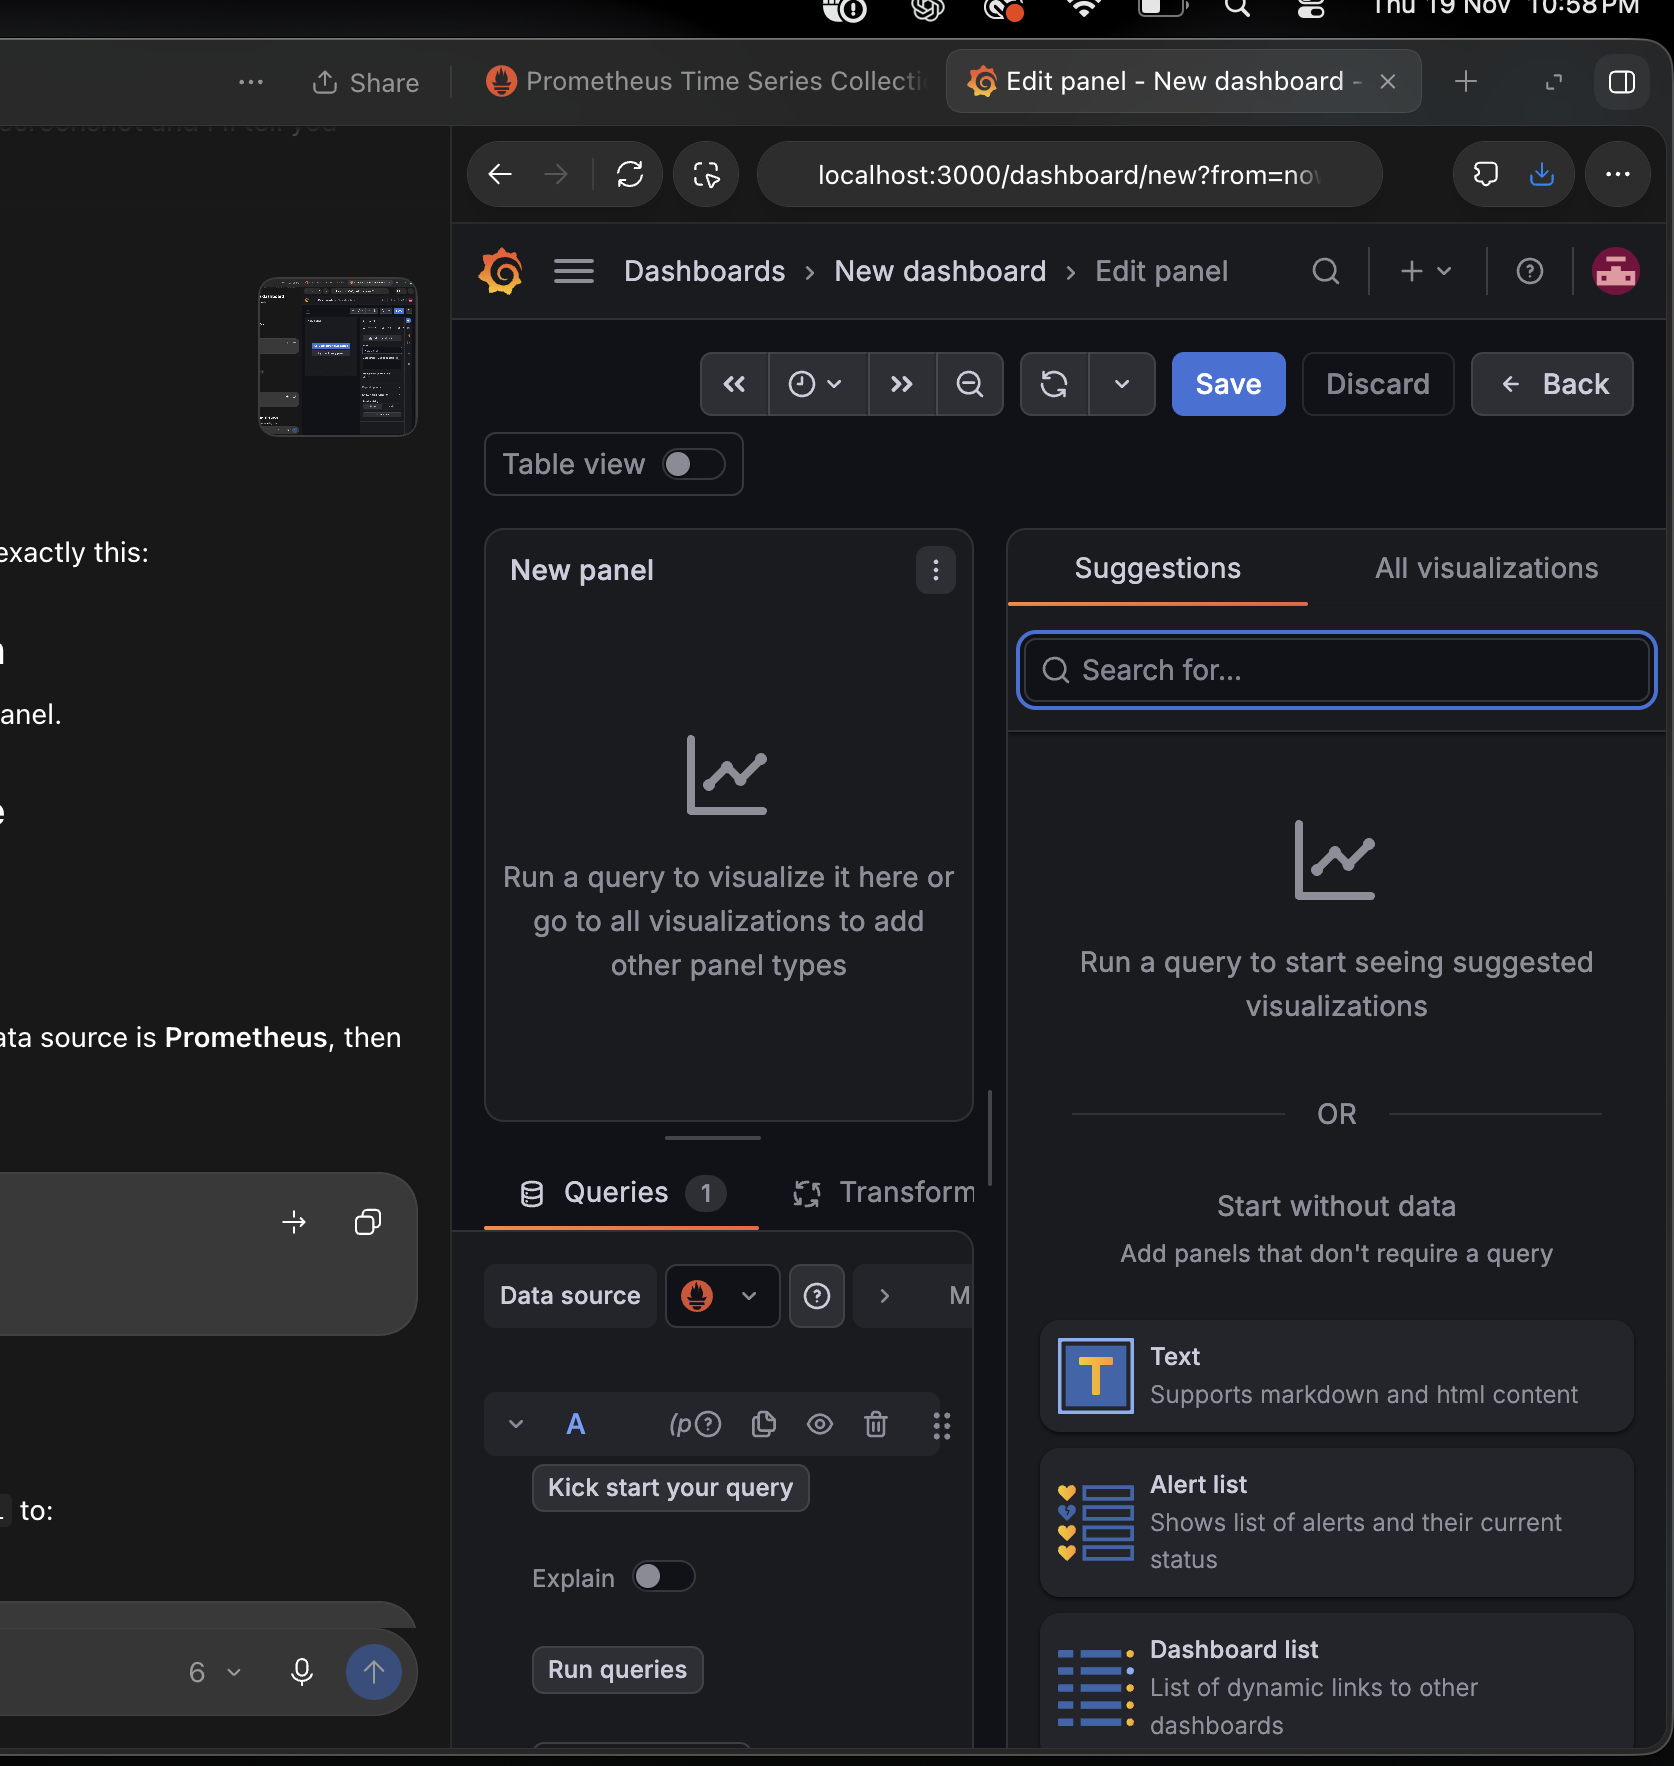 Thu 19 Nov 10:58 PM
Share
Prometheus Time Series Collecti
Edit panel - New dashboard -
localhost:3000/dashboard/new?from=no
Dashboards › New dashboard › Edit panel
Save
Discard
Back
Table view
exactly this:
anel.
ata source is Prometheus, then
to:
6
New panel
Run a query to visualize it here or
go to all visualizations to add
other panel types
Queries 1
Transform
Data source
M
A
(p
Kick start your query
Explain
Run queries
Suggestions
All visualizations
Search for...
Run a query to start seeing suggested
visualizations
OR
Start without data
Add panels that don't require a query
Text
Supports markdown and html content
Alert list
Shows list of alerts and their current
status
Dashboard list
List of dynamic links to other
dashboards